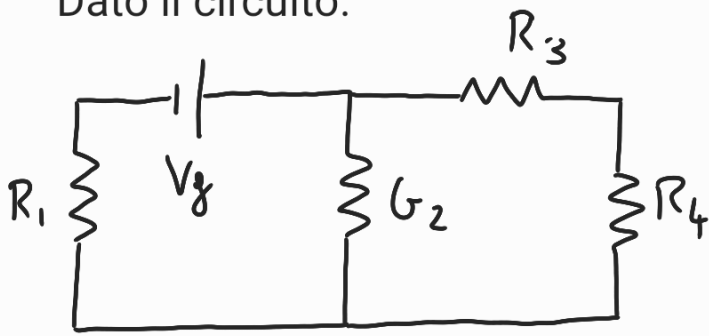 Dato il circuito:
R3
R1
Vg
G2
R4